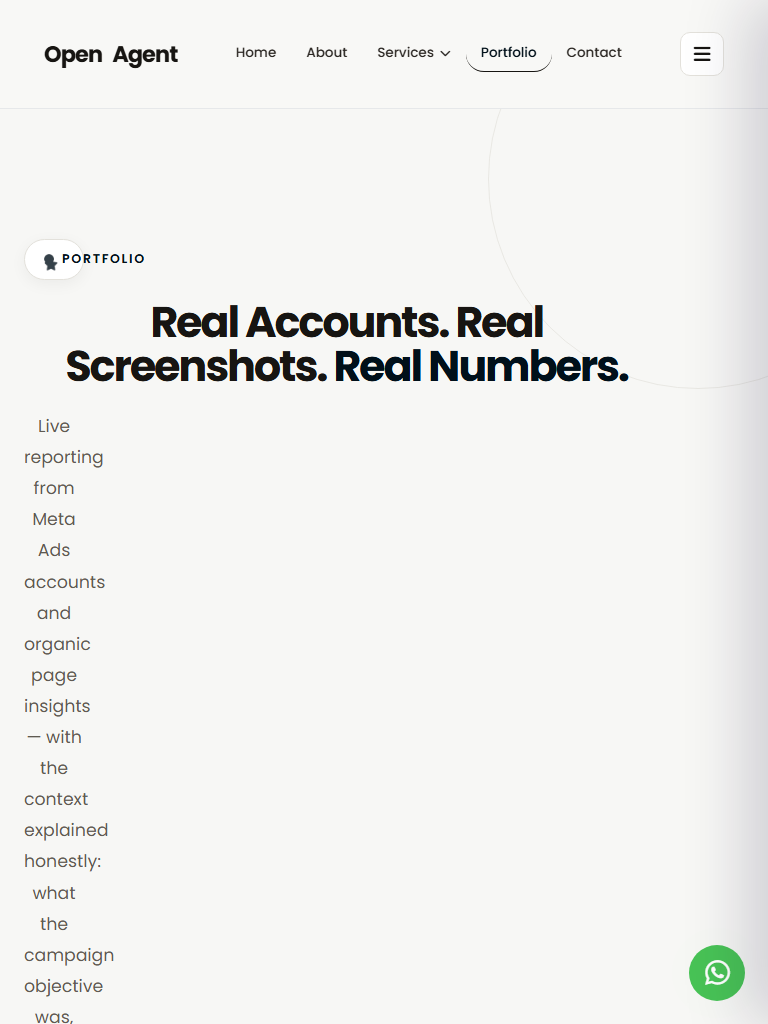 Open Agent
Home
About
Services
Portfolio
Contact
PORTFOLIO
Real Accounts. Real
Screenshots. Real Numbers.
Live
reporting
from
Meta
Ads
accounts
and
organic
page
insights
— with
the
context
explained
honestly:
what
the
campaign
objective
was,